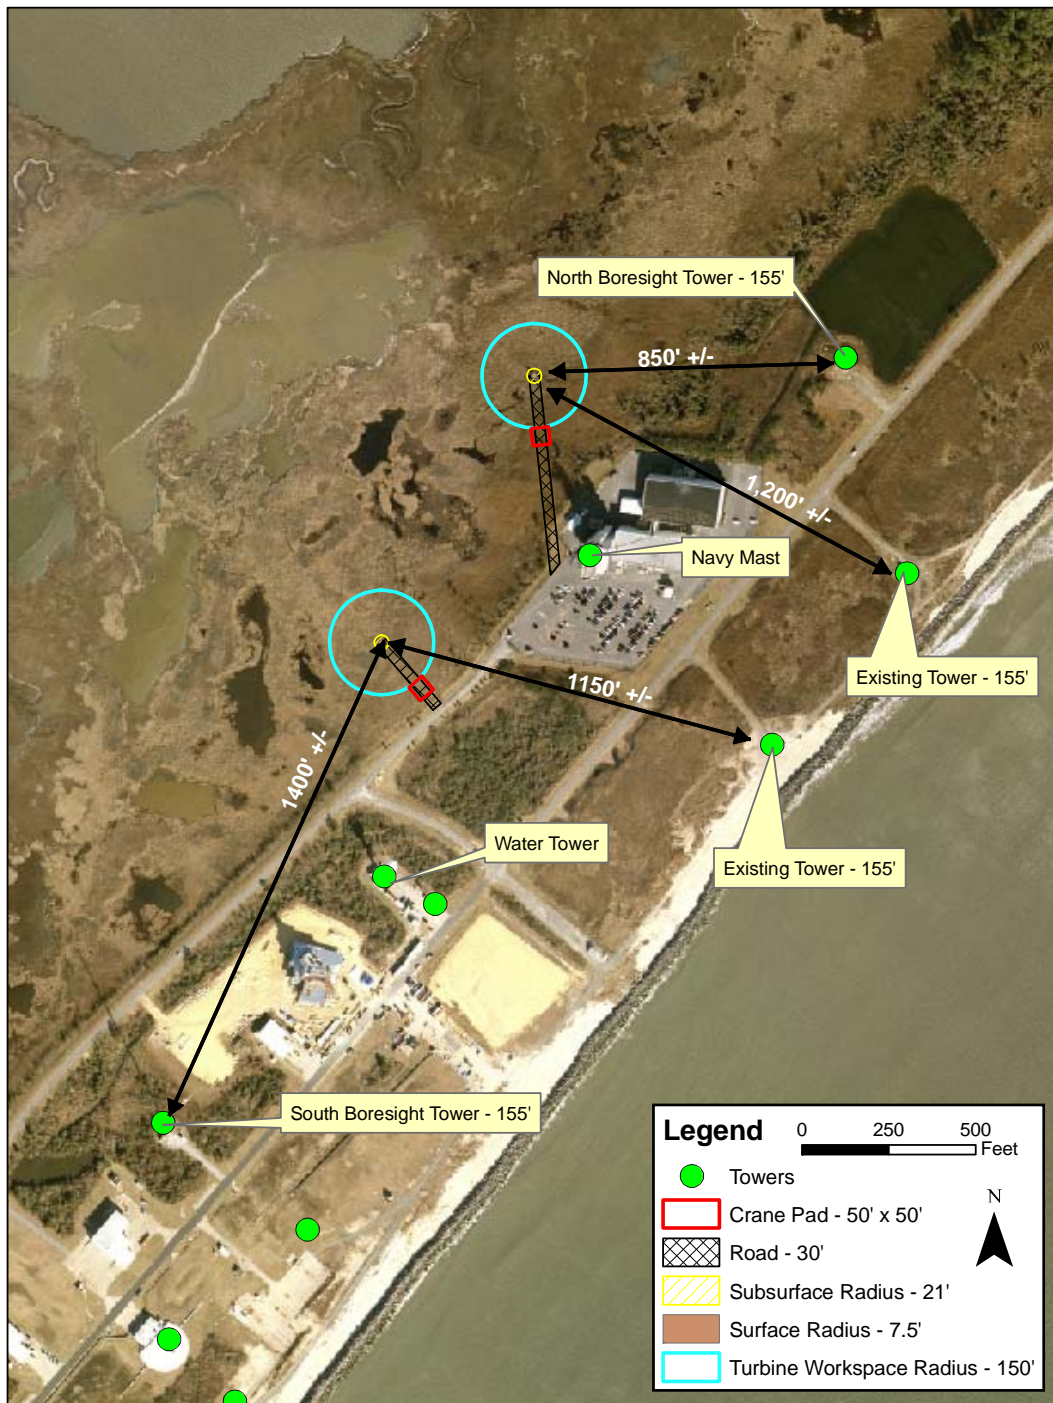 North Boresight Tower - 155'
850' +/-
1,200' +/-
Navy Mast
Existing Tower - 155'
1150' +/-
1400' +/-
Water Tower
Existing Tower - 155'
South Boresight Tower - 155'
Legend
0 250 500
Feet
Towers
N
Crane Pad - 50' x 50'
Road - 30'
Subsurface Radius - 21'
Surface Radius - 7.5'
Turbine Workspace Radius - 150'